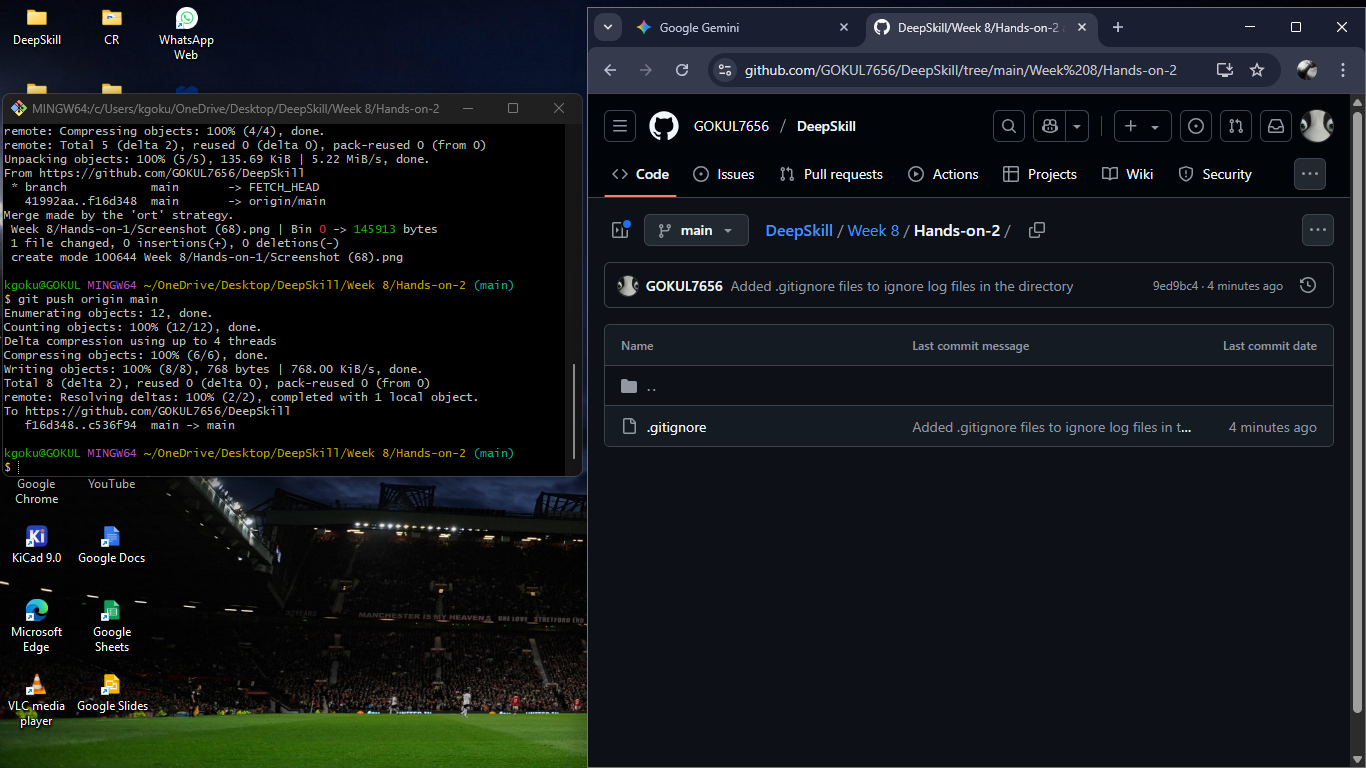 DeepSkill
CR
WhatsApp
Web
MINGW64:/c/Users/kgoku/OneDrive/Desktop/DeepSkill/Week 8/Hands-on-2
remote: Compressing objects: 100% (4/4), done.
remote: Total 5 (delta 2), reused 0 (delta 0), pack-reused 0 (from 0)
Unpacking objects: 100% (5/5), 135.69 KiB | 5.22 MiB/s, done.
From https://github.com/GOKUL7656/DeepSkill
 * branch            main       -> FETCH_HEAD
   41992aa..f16d348  main       -> origin/main
Merge made by the 'ort' strategy.
 Week 8/Hands-on-1/Screenshot (68).png | Bin 0 -> 145913 bytes
 1 file changed, 0 insertions(+), 0 deletions(-)
 create mode 100644 Week 8/Hands-on-1/Screenshot (68).png
kgoku@GOKUL MINGW64 ~/OneDrive/Desktop/DeepSkill/Week 8/Hands-on-2 (main)
$ git push origin main
Enumerating objects: 12, done.
Counting objects: 100% (12/12), done.
Delta compression using up to 4 threads
Compressing objects: 100% (6/6), done.
Writing objects: 100% (8/8), 768 bytes | 768.00 KiB/s, done.
Total 8 (delta 2), reused 0 (delta 0), pack-reused 0 (from 0)
remote: Resolving deltas: 100% (2/2), completed with 1 local object.
To https://github.com/GOKUL7656/DeepSkill
   f16d348..c536f94  main -> main
kgoku@GOKUL MINGW64 ~/OneDrive/Desktop/DeepSkill/Week 8/Hands-on-2 (main)
$
Google
Chrome
YouTube
Ki
KiCad 9.0
Google Docs
Microsoft
Edge
Google
Sheets
VLC media
player
Google Slides
MANCHESTER IS MY HEAVEN
ONE LOVE STRETFORD END
UNITED
Google Gemini
DeepSkill/Week 8/Hands-on-2
github.com/GOKUL7656/DeepSkill/tree/main/Week%208/Hands-on-2
GOKUL7656 / DeepSkill
Code
Issues
Pull requests
Actions
Projects
Wiki
Security
main
DeepSkill / Week 8 / Hands-on-2 /
GOKUL7656 Added .gitignore files to ignore log files in the directory
9ed9bc4 · 4 minutes ago
Name Last commit message Last commit date
..
.gitignore Added .gitignore files to ignore log files in t... 4 minutes ago